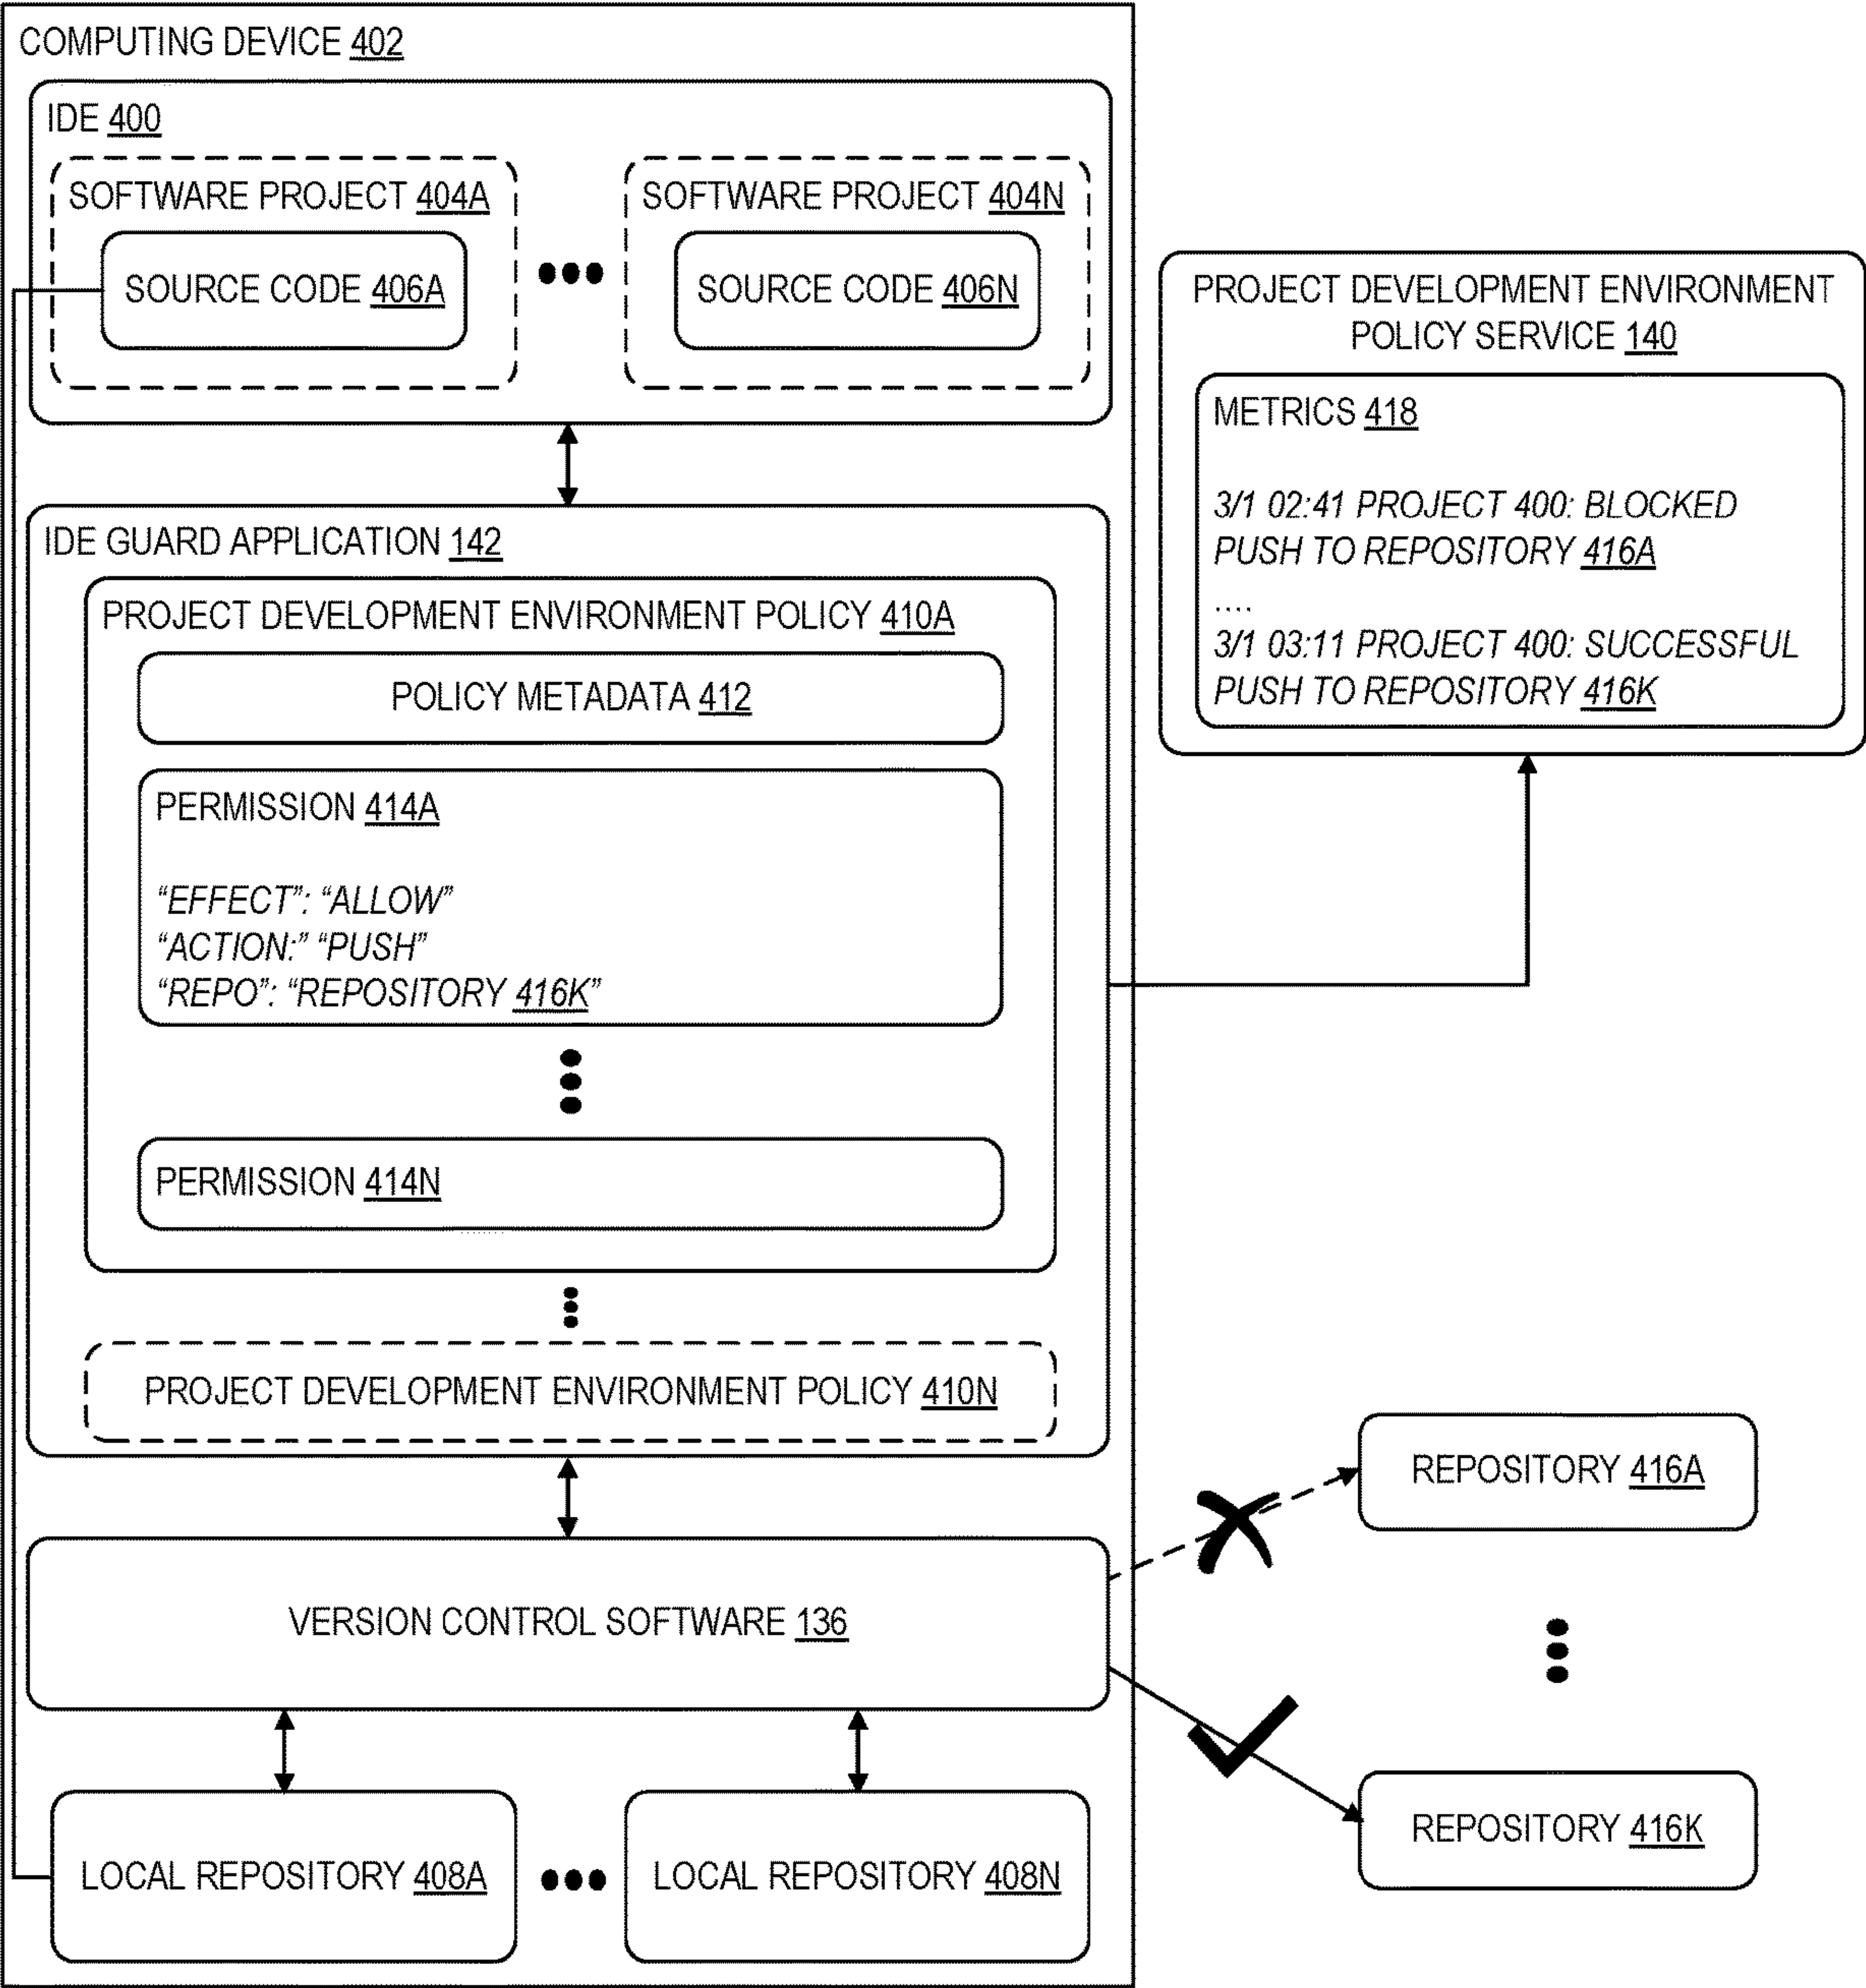 COMPUTING DEVICE 402
IDE 400
SOFTWARE PROJECT 404A
SOURCE CODE 406A
SOFTWARE PROJECT 404N
SOURCE CODE 406N
PROJECT DEVELOPMENT ENVIRONMENT
POLICY SERVICE 140
METRICS 418
3/1 02:41 PROJECT 400: BLOCKED
PUSH TO REPOSITORY 416A
....
3/1 03:11 PROJECT 400: SUCCESSFUL
PUSH TO REPOSITORY 416K
IDE GUARD APPLICATION 142
PROJECT DEVELOPMENT ENVIRONMENT POLICY 410A
POLICY METADATA 412
PERMISSION 414A
“EFFECT”: “ALLOW”
“ACTION:” “PUSH”
“REPO”: “REPOSITORY 416K”
PERMISSION 414N
PROJECT DEVELOPMENT ENVIRONMENT POLICY 410N
VERSION CONTROL SOFTWARE 136
LOCAL REPOSITORY 408A
LOCAL REPOSITORY 408N
REPOSITORY 416A
REPOSITORY 416K